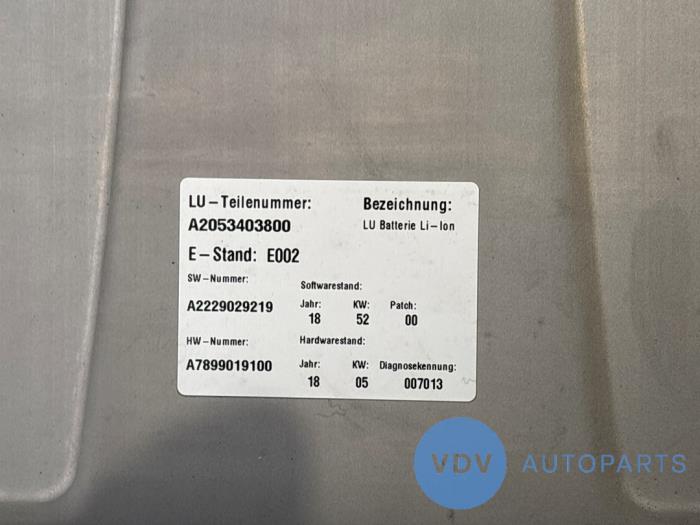 LU-Teilenummer: Bezeichnung:
A2053403800 LU Batterie Li-Ion
E-Stand: E002
SW-Nummer: Softwarestand:
A2229029219 Jahr: KW: Patch:
18 52 00
HW-Nummer: Hardwarestand:
A7899019100 Jahr: KW: Diagnosekennung:
18 05 007013
VDV AUTOPARTS